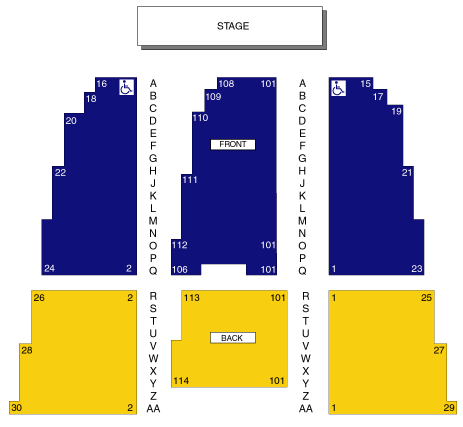 STAGE
16 A 108 101 A 15
18 B 109 B 17
C C 19
20 D 110 D
E E
F FRONT F
G G
22 H H 21
J 111 J
K K
L L
M M
N N
O 112 101 O
P P
24 2 Q 106 101 Q 1 23
26 2 R 113 101 R 1 25
S S
T T
U U
28 V BACK V 27
W W
X X
Y 114 101 Y
Z Z
30 2 AA AA 1 29